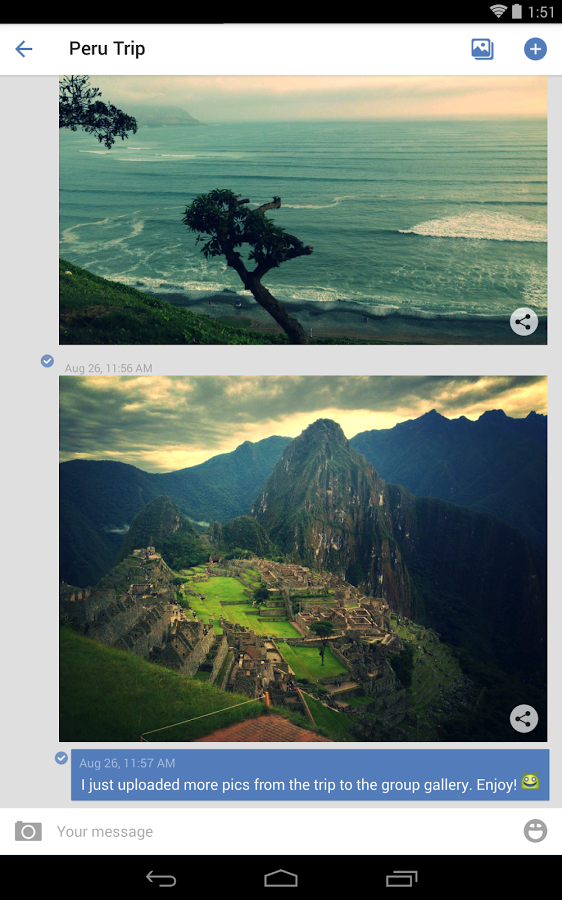 1:51
Peru Trip
Aug 26, 11:56 AM
Aug 26, 11:57 AM
I just uploaded more pics from the trip to the group gallery. Enjoy!
Your message